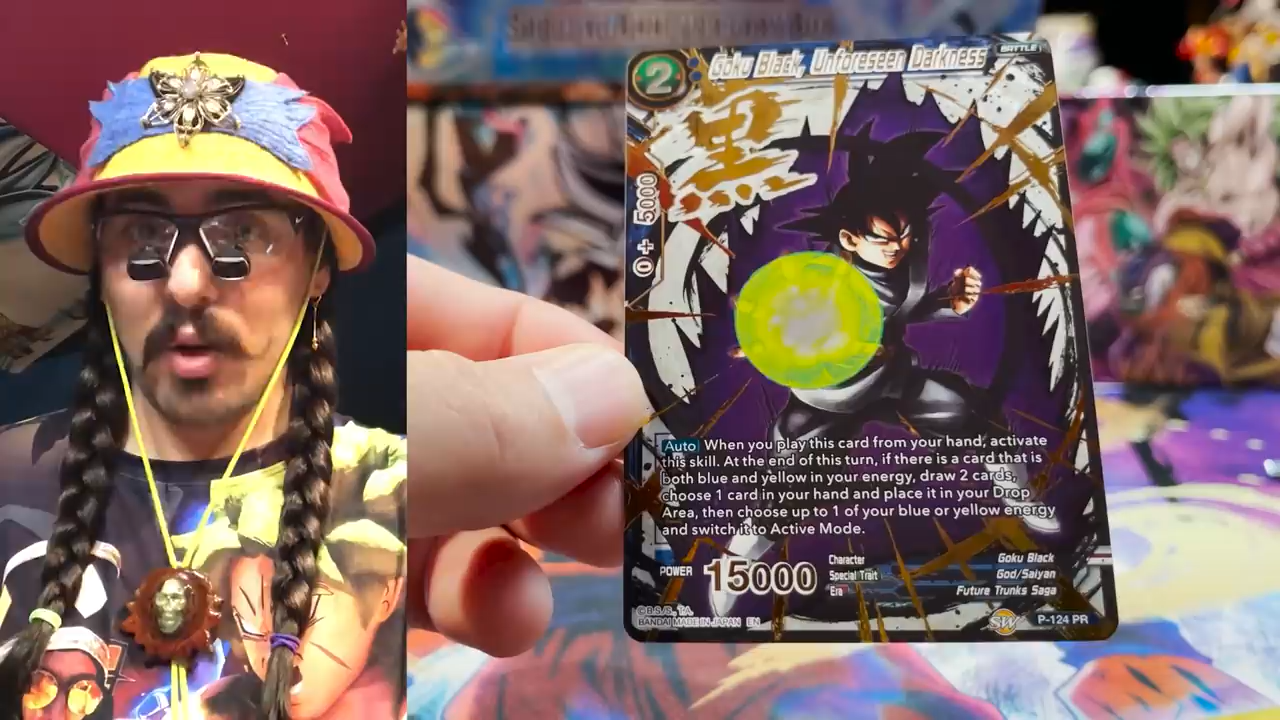 Goku Black, Unforeseen Darkness
BATTLE
2
黒
0+ 5000
Auto When you play this card from your hand, activate
this skill. At the end of this turn, if there is a card that is
both blue and yellow in your energy, draw 2 cards,
choose 1 card in your hand and place it in your Drop
Area, then choose up to 1 of your blue or yellow energy
and switch it to Active Mode.
POWER 15000
Character Goku Black
Special Trait God/Saiyan
Era Future Trunks Saga
©B.S./S., T.A.
BANDAI MADE IN JAPAN EN
SW P-124 PR